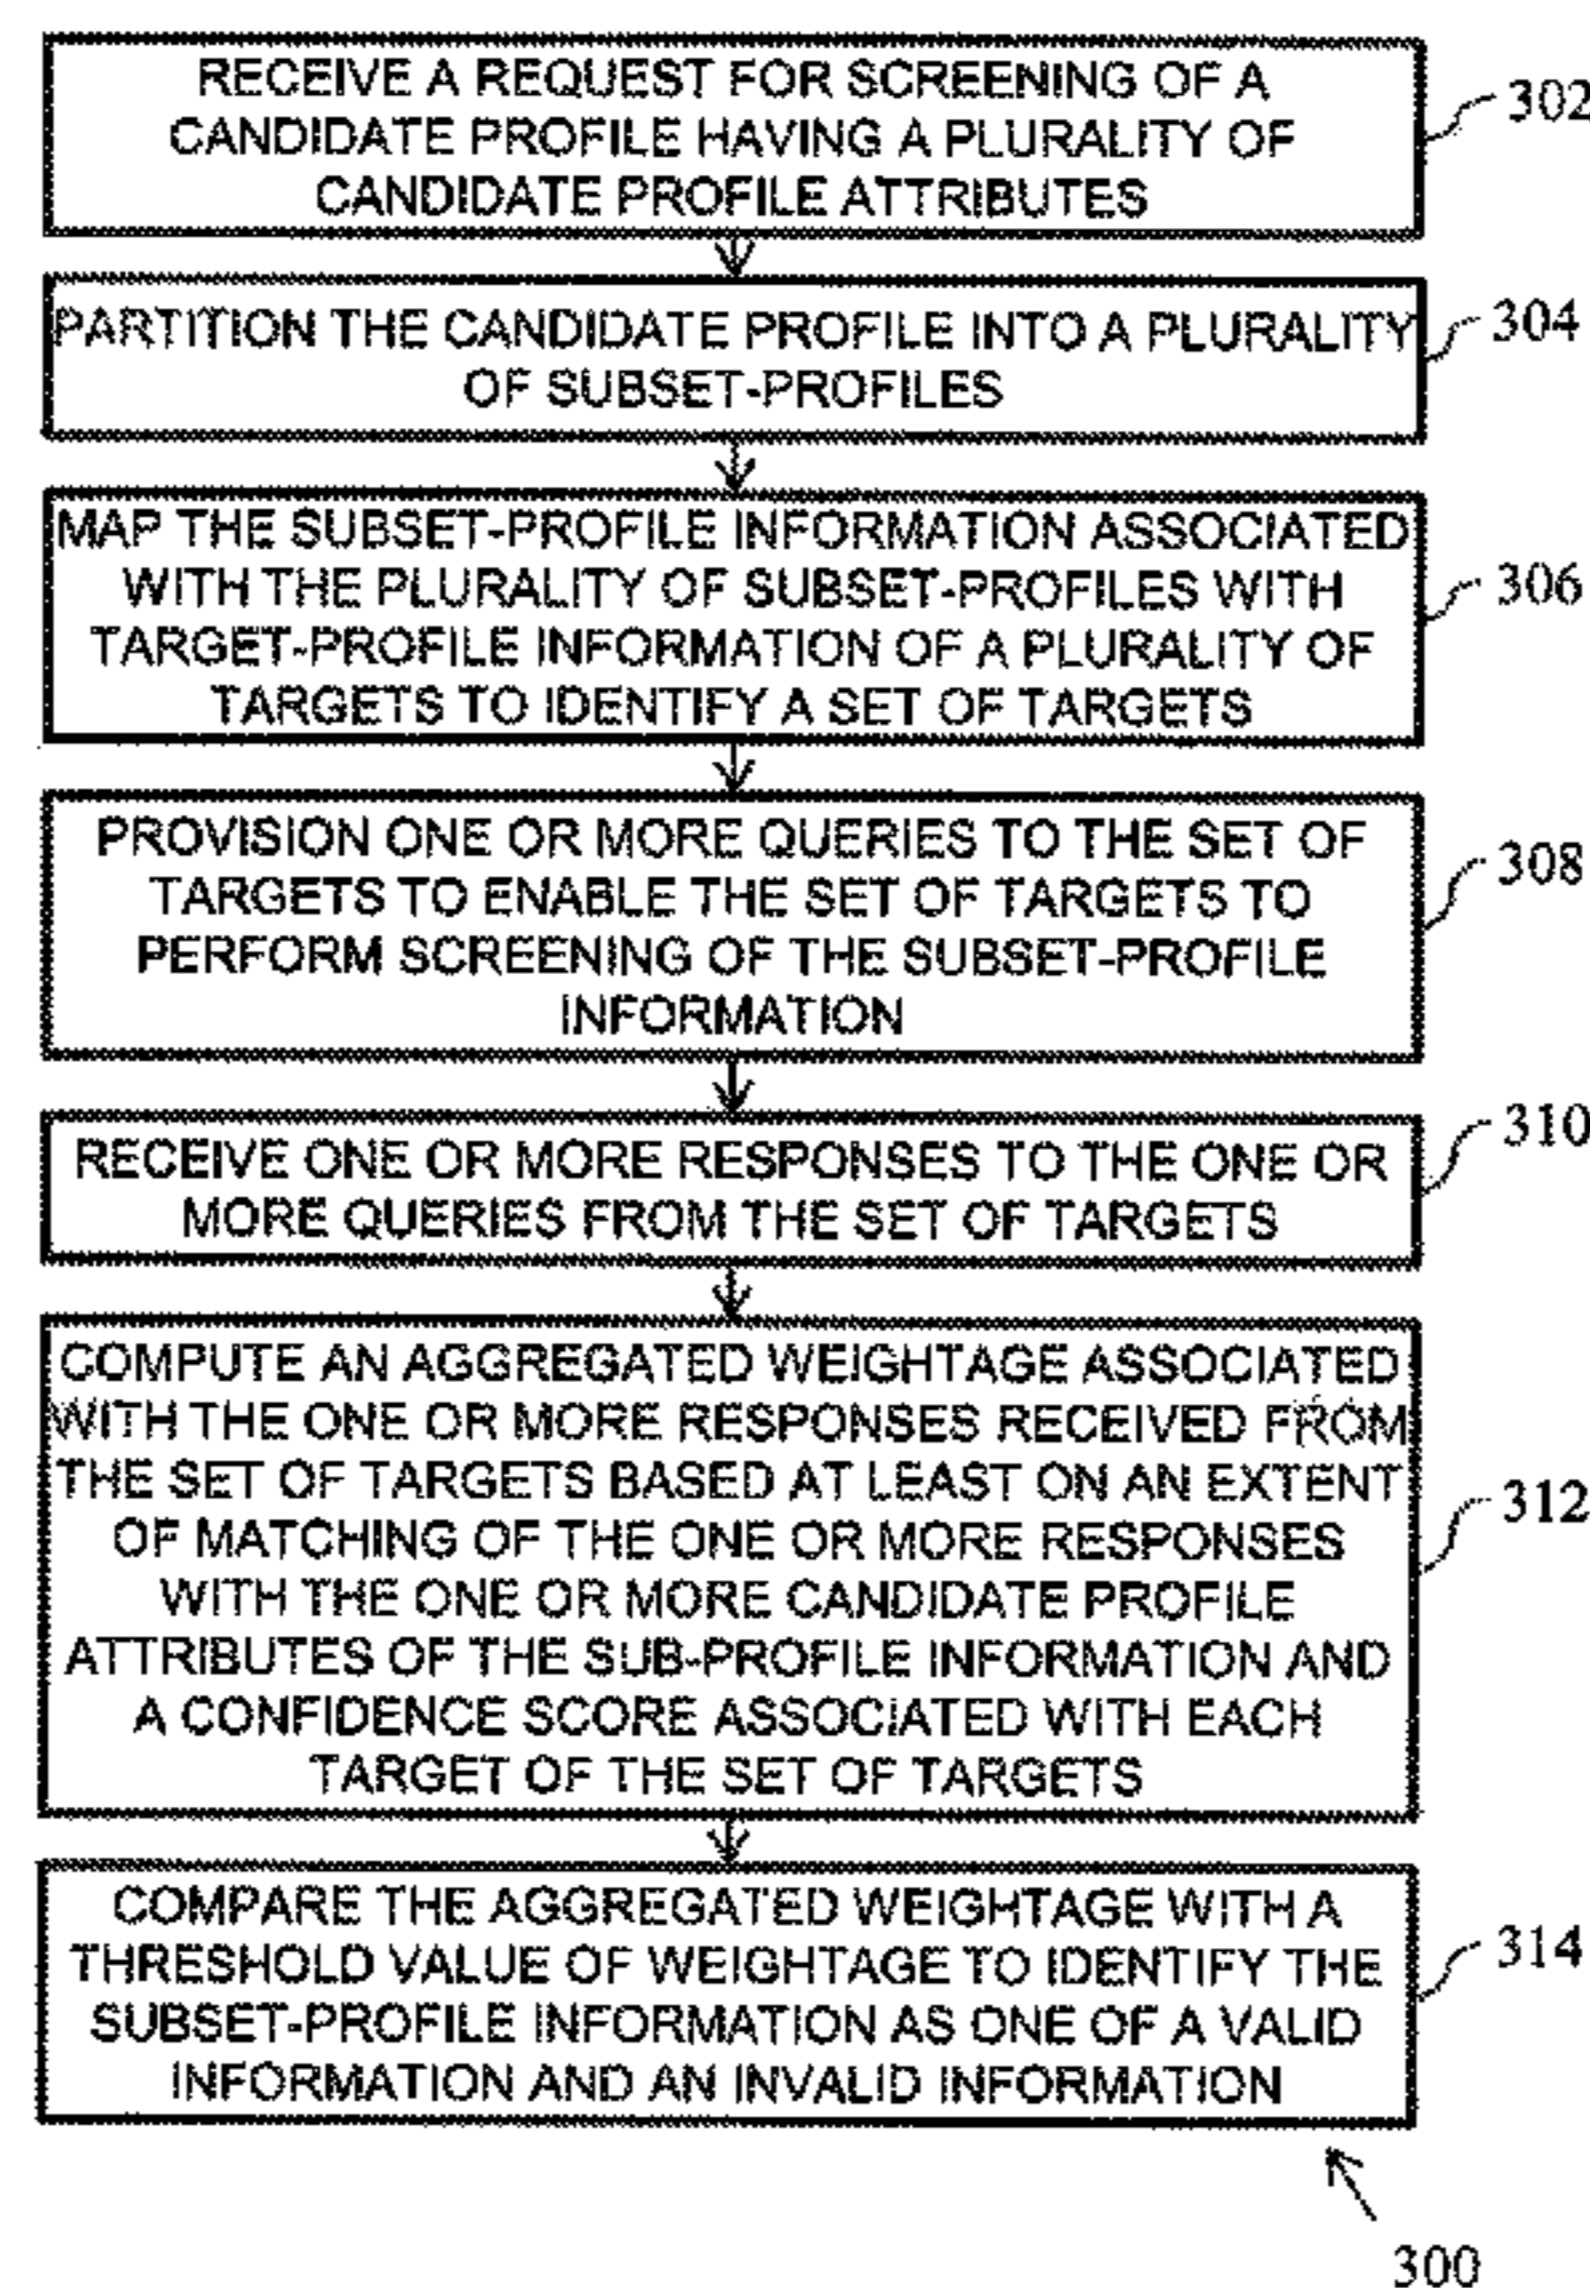 RECEIVE A REQUEST FOR SCREENING OF A
CANDIDATE PROFILE HAVING A PLURALITY OF
CANDIDATE PROFILE ATTRIBUTES
302
PARTITION THE CANDIDATE PROFILE INTO A PLURALITY
OF SUBSET-PROFILES
304
MAP THE SUBSET-PROFILE INFORMATION ASSOCIATED
WITH THE PLURALITY OF SUBSET-PROFILES WITH
TARGET-PROFILE INFORMATION OF A PLURALITY OF
TARGETS TO IDENTIFY A SET OF TARGETS
306
PROVISION ONE OR MORE QUERIES TO THE SET OF
TARGETS TO ENABLE THE SET OF TARGETS TO
PERFORM SCREENING OF THE SUBSET-PROFILE
INFORMATION
308
RECEIVE ONE OR MORE RESPONSES TO THE ONE OR
MORE QUERIES FROM THE SET OF TARGETS
310
COMPUTE AN AGGREGATED WEIGHTAGE ASSOCIATED
WITH THE ONE OR MORE RESPONSES RECEIVED FROM
THE SET OF TARGETS BASED AT LEAST ON AN EXTENT
OF MATCHING OF THE ONE OR MORE RESPONSES
WITH THE ONE OR MORE CANDIDATE PROFILE
ATTRIBUTES OF THE SUB-PROFILE INFORMATION AND
A CONFIDENCE SCORE ASSOCIATED WITH EACH
TARGET OF THE SET OF TARGETS
312
COMPARE THE AGGREGATED WEIGHTAGE WITH A
THRESHOLD VALUE OF WEIGHTAGE TO IDENTIFY THE
SUBSET-PROFILE INFORMATION AS ONE OF A VALID
INFORMATION AND AN INVALID INFORMATION
314
300